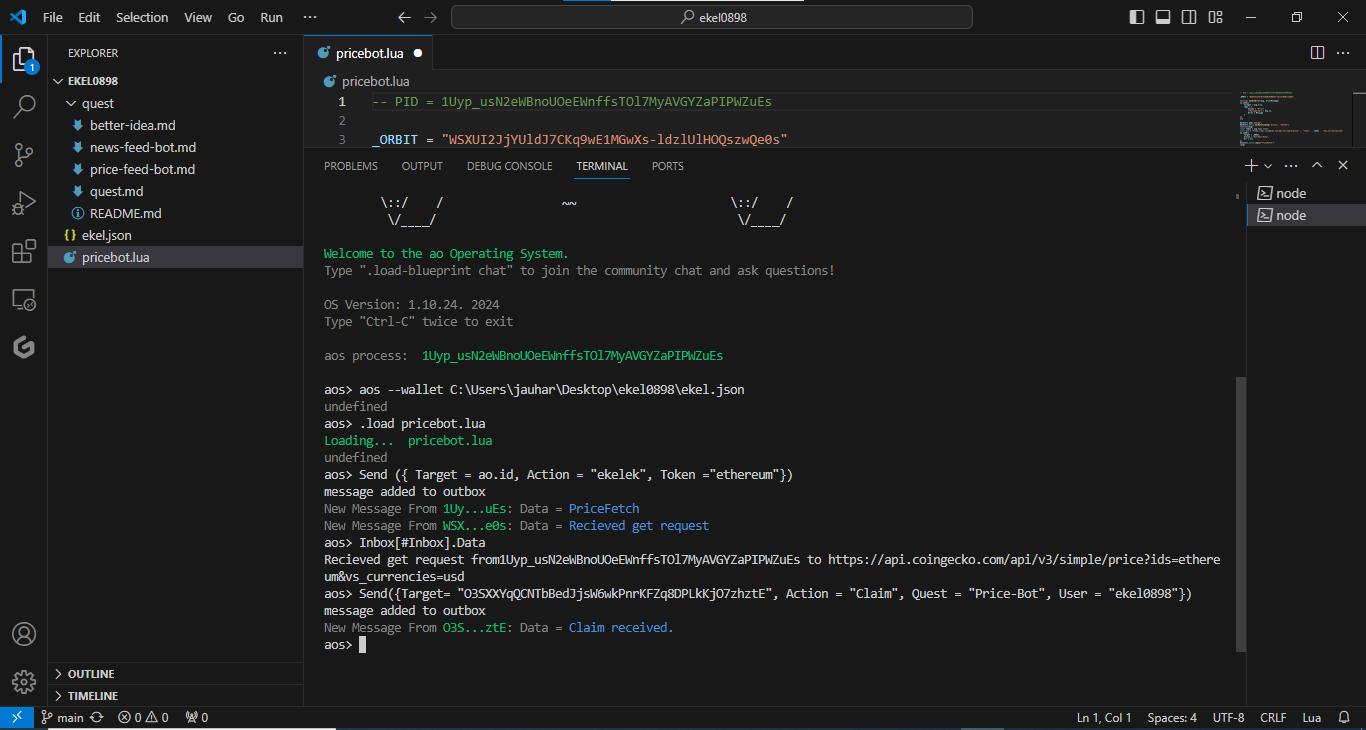 File Edit Selection View Go Run ···
ekel0898
EXPLORER ···
EKEL0898
quest
better-idea.md
news-feed-bot.md
price-feed-bot.md
quest.md
README.md
ekel.json
pricebot.lua
OUTLINE
TIMELINE
1
pricebot.lua
pricebot.lua
1 -- PID = 1Uyp_usN2eWBnoUOeEWnffsTOl7MyAVGYZaPIPWZuEs
2
3 _ORBIT = "WSXUI2JjYUldJ7CKq9wE1MGwXs-ldzlUlHOQszwQe0s"
PROBLEMS OUTPUT DEBUG CONSOLE TERMINAL PORTS
node
node
\::/ / ~~ \::/ /
\/____/ \/____/
Welcome to the ao Operating System.
Type ".load-blueprint chat" to join the community chat and ask questions!
OS Version: 1.10.24. 2024
Type "Ctrl-C" twice to exit
aos process: 1Uyp_usN2eWBnoUOeEWnffsTOl7MyAVGYZaPIPWZuEs
aos> aos --wallet C:\Users\jauhar\Desktop\ekel0898\ekel.json
undefined
aos> .load pricebot.lua
Loading... pricebot.lua
undefined
aos> Send ({ Target = ao.id, Action = "ekelek", Token ="ethereum"})
message added to outbox
New Message From 1Uy...uEs: Data = PriceFetch
New Message From WSX...e0s: Data = Recieved get request
aos> Inbox[#Inbox].Data
Recieved get request from1Uyp_usN2eWBnoUOeEWnffsTOl7MyAVGYZaPIPWZuEs to https://api.coingecko.com/api/v3/simple/price?ids=ethere
um&vs_currencies=usd
aos> Send({Target= "O3SXXYqQCNTbBedJjsW6wkPnrKFZq8DPLkKjO7zhztE", Action = "Claim", Quest = "Price-Bot", User = "ekel0898"})
message added to outbox
New Message From O3S...ztE: Data = Claim received.
aos>
main 0 0 0 Ln 1, Col 1 Spaces: 4 UTF-8 CRLF Lua